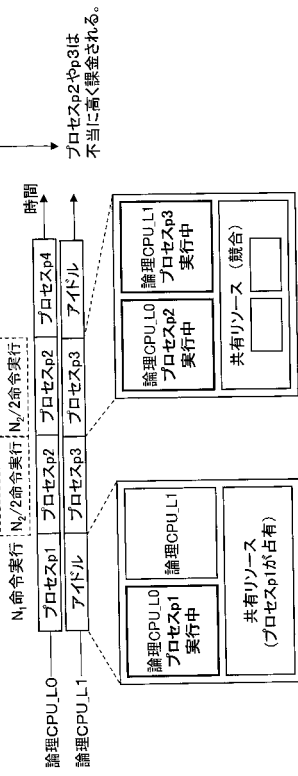 プロセスp2やp3は
不当に高く課金される。
時間
N₁命令実行
N₂/2命令実行
N₂/2命令実行
論理CPU_L0
プロセスp1
プロセスp2
プロセスp2
プロセスp4
論理CPU_L1
アイドル
プロセスp3
プロセスp3
アイドル
論理CPU_L0
プロセスp1
実行中
論理CPU_L1
共有リソース
(プロセスp1が占有)
論理CPU_L0
プロセスp2
実行中
論理CPU_L1
プロセスp3
実行中
共有リソース(競合)